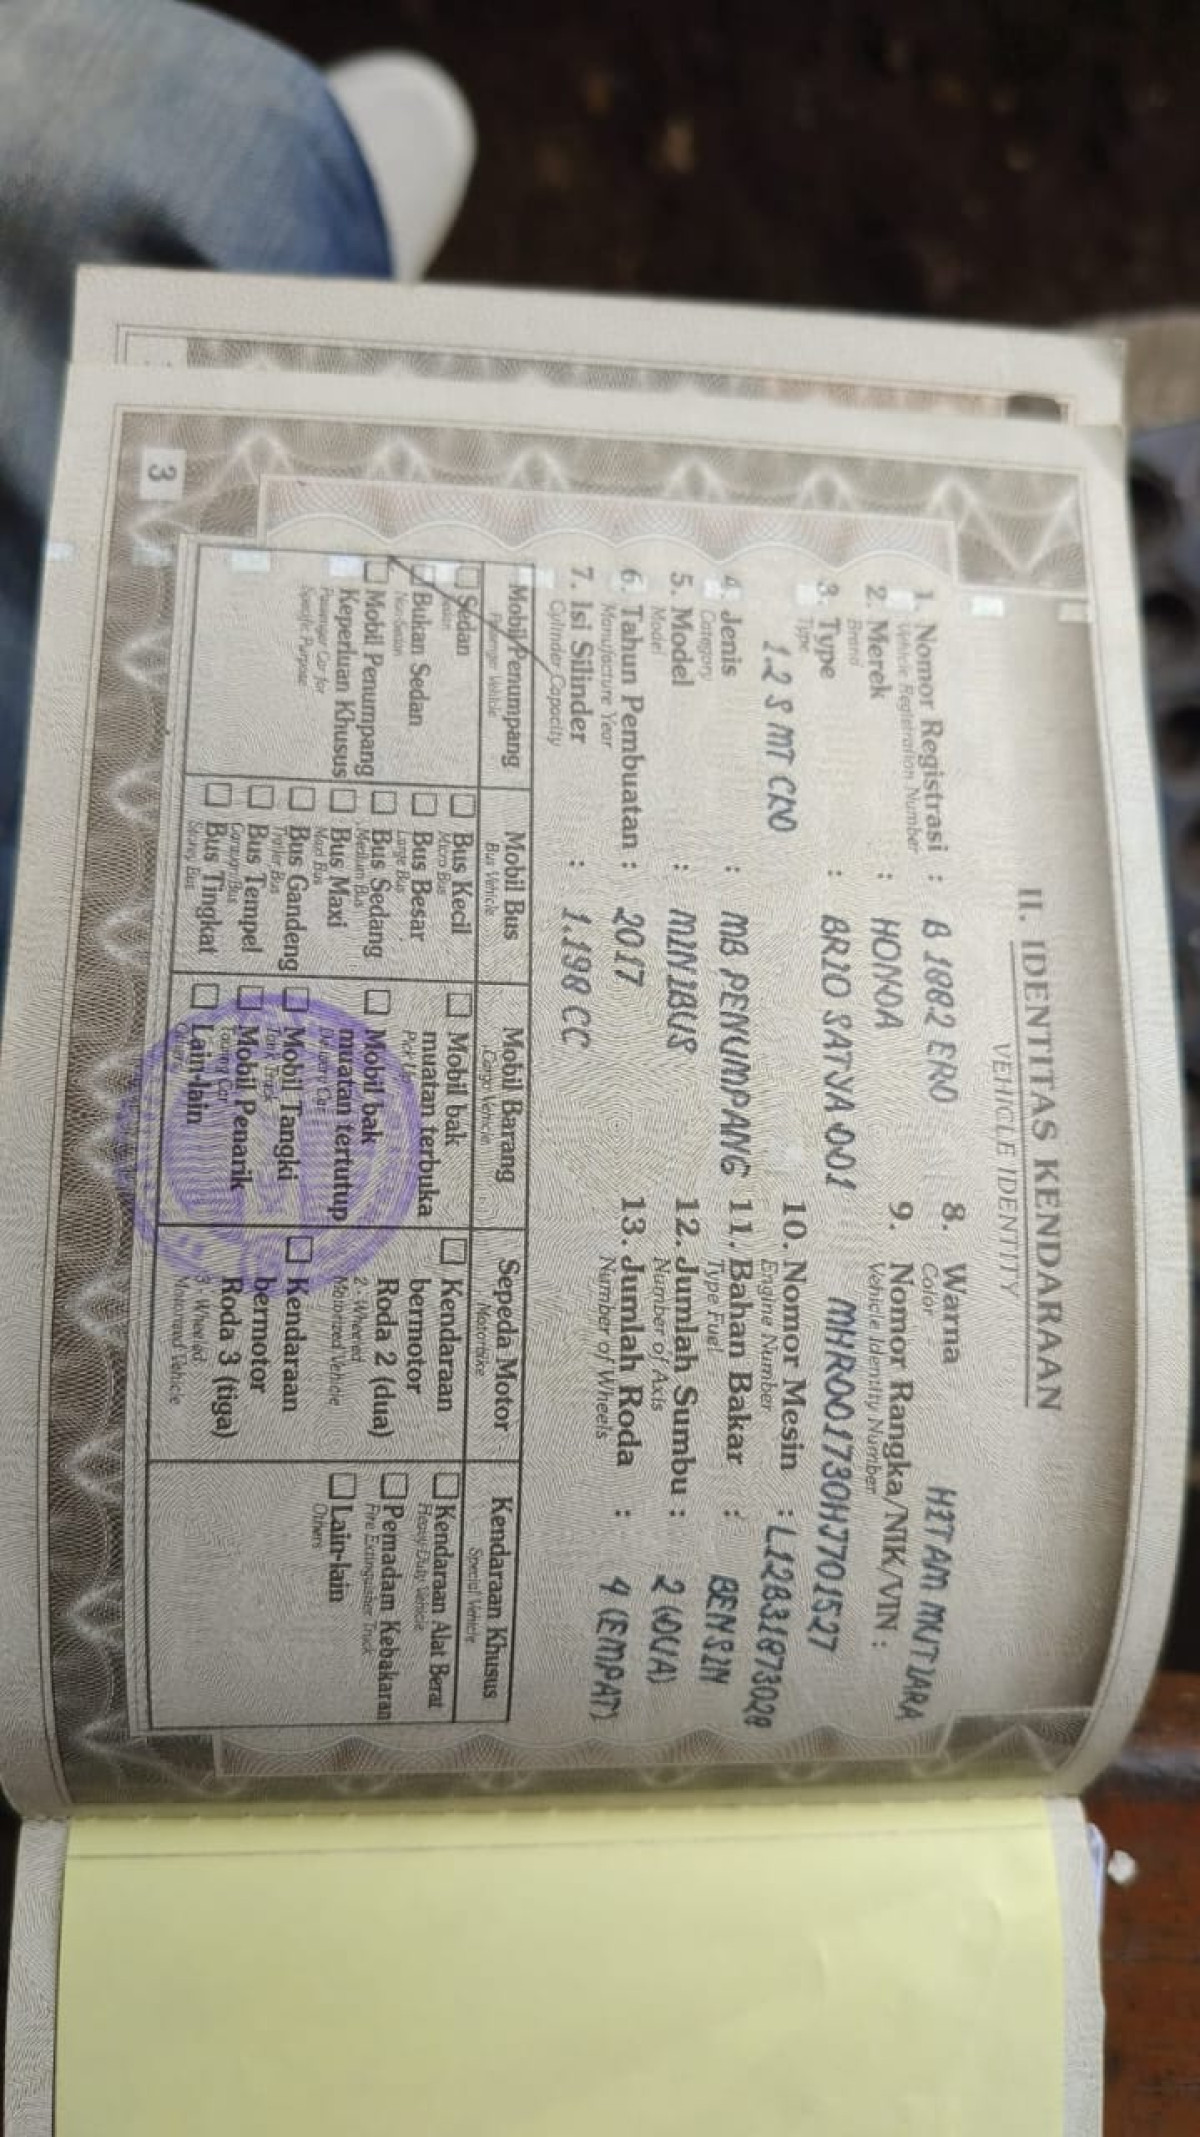 II. IDENTITAS KENDARAAN
VEHICLE IDENTITY
1. Nomor Registrasi : B 1882 ERO
Vehicle Registration Number
2. Merek : HONDA
Brand
3. Type : BRIO SATYA 001
Type
1.2 S MT CKD
4. Jenis : MB PENUMPANG
Category
5. Model : MINIBUS
Model
6. Tahun Pembuatan : 2017
Manufacture Year
7. Isi Silinder : 1.198 CC
Cylinder Capacity
8. Warna HITAM MUTIARA
Color
9. Nomor Rangka/NIK/VIN :
Vehicle Identity Number
MHR001730HJ701527
10. Nomor Mesin : L12B31873028
Engine Number
11. Bahan Bakar : BENSIN
Type Fuel
12. Jumlah Sumbu : 2 (DUA)
Number of Axis
13. Jumlah Roda : 4 (EMPAT)
Number of Wheels
Mobil Penumpang
Passenger Vehicle
Sedan
Sedan
Bukan Sedan
Non Sedan
Mobil Penumpang
Keperluan Khusus
Passenger Car for
Specific Purpose
Mobil Bus
Bus Vehicle
Bus Kecil
Micro Bus
Bus Besar
Large Bus
Bus Sedang
Medium Bus
Bus Maxi
Maxi Bus
Bus Gandeng
Trailer Bus
Bus Tempel
Bus Tingkat
Mobil Barang
Cargo Vehicle
Mobil bak
muatan terbuka
Pick Up
Mobil bak
muatan tertutup
Delivery Car
Mobil Tangki
Tank Truck
Mobil Penarik
Towing Car
Lain-lain
Others
Sepeda Motor
Motorbike
Kendaraan
bermotor
Roda 2 (dua)
2 - Wheeled
Motorized Vehicle
Kendaraan
bermotor
Roda 3 (tiga)
3 - Wheeled
Kendaraan Khusus
Special Vehicle
Kendaraan Alat Berat
Heavy Duty Vehicle
Pemadam Kebakaran
Fire Extinguisher Truck
Lain-lain
Others
3